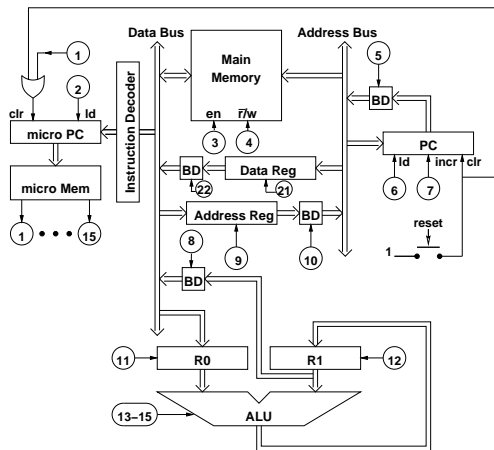 Data Bus
Address Bus
1
5
Main
Memory
2
clr
ld
en
r̅/w
BD
micro PC
Instruction Decoder
3
4
PC
ld
incr
clr
micro Mem
BD
Data Reg
22
21
6
7
1
15
Address Reg
BD
reset
8
9
10
1
BD
11
R0
R1
12
13–15
ALU